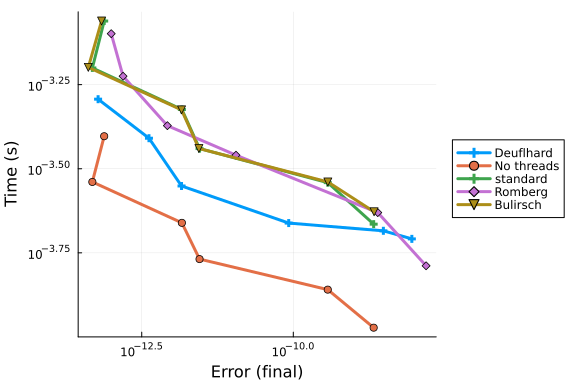 Time (s)
10^−3.25
10^−3.50
10^−3.75
10^−12.5
10^−10.0
Error (final)
Deuflhard
No threads
standard
Romberg
Bulirsch